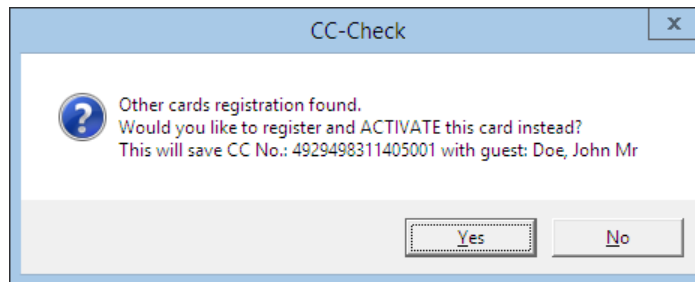 CC-Check
x
Other cards registration found.
Would you like to register and ACTIVATE this card instead?
This will save CC No.: 4929498311405001 with guest: Doe, John Mr
Yes
No